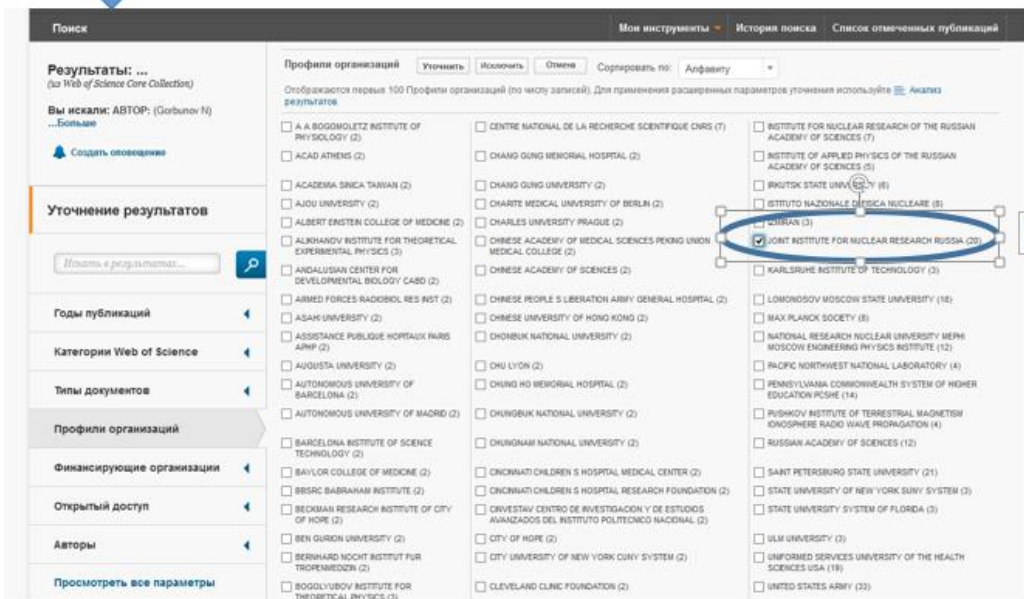 Поиск
Мои инструменты
История поиска
Список отмеченных публикаций
Результаты: ...
(из Web of Science Core Collection)
Вы искали: АВТОР: (Gorbunov N)
...Больше
Создать оповещение
Уточнение результатов
Искать в результатах...
Годы публикаций
Категории Web of Science
Типы документов
Профили организаций
Финансирующие организации
Открытый доступ
Авторы
Просмотреть все параметры
Профили организаций
Уточнить
Исключить
Отмена
Сортировать по:
Алфавиту
Отображаются первые 100 Профили организаций (по числу записей). Для применения расширенных параметров уточнения используйте Анализ
результатов
A A BOGOMOLETZ INSTITUTE OF
PHYSIOLOGY (2)
ACAD ATHENS (2)
ACADEMIA SINICA TAIWAN (2)
AJOU UNIVERSITY (2)
ALBERT EINSTEIN COLLEGE OF MEDICINE (2)
ALIKHANOV INSTITUTE FOR THEORETICAL
EXPERIMENTAL PHYSICS (3)
ANDALUSIAN CENTER FOR
DEVELOPMENTAL BIOLOGY CABD (2)
ARMED FORCES RADIOBIOL RES INST (2)
ASAHI UNIVERSITY (2)
ASSISTANCE PUBLIQUE HOPITAUX PARIS
APHP (2)
AUGUSTA UNIVERSITY (2)
AUTONOMOUS UNIVERSITY OF
BARCELONA (2)
AUTONOMOUS UNIVERSITY OF MADRID (2)
BARCELONA INSTITUTE OF SCIENCE
TECHNOLOGY (2)
BAYLOR COLLEGE OF MEDICINE (2)
BBSRC BABRAHAM INSTITUTE (2)
BECKMAN RESEARCH INSTITUTE OF CITY
OF HOPE (2)
BEN GURION UNIVERSITY (2)
BERNHARD NOCHT INSTITUT FUR
TROPENMEDIZIN (2)
BOGOLYUBOV INSTITUTE FOR
THEORETICAL PHYSICS (3)
CENTRE NATIONAL DE LA RECHERCHE SCIENTIFIQUE CNRS (7)
CHANG GUNG MEMORIAL HOSPITAL (2)
CHANG GUNG UNIVERSITY (2)
CHARITE MEDICAL UNIVERSITY OF BERLIN (2)
CHARLES UNIVERSITY PRAGUE (2)
CHINESE ACADEMY OF MEDICAL SCIENCES PEKING UNION
MEDICAL COLLEGE (2)
CHINESE ACADEMY OF SCIENCES (2)
CHINESE PEOPLE S LIBERATION ARMY GENERAL HOSPITAL (2)
CHINESE UNIVERSITY OF HONG KONG (2)
CHONBUK NATIONAL UNIVERSITY (2)
CHU LYON (2)
CHUNG HO MEMORIAL HOSPITAL (2)
CHUNGBUK NATIONAL UNIVERSITY (2)
CHUNGNAM NATIONAL UNIVERSITY (2)
CINCINNATI CHILDREN S HOSPITAL MEDICAL CENTER (2)
CINCINNATI CHILDREN S HOSPITAL RESEARCH FOUNDATION (2)
CINVESTAV CENTRO DE INVESTIGACION Y DE ESTUDIOS
AVANZADOS DEL INSTITUTO POLITECNICO NACIONAL (2)
CITY OF HOPE (2)
CITY UNIVERSITY OF NEW YORK CUNY SYSTEM (2)
CLEVELAND CLINIC FOUNDATION (2)
INSTITUTE FOR NUCLEAR RESEARCH OF THE RUSSIAN
ACADEMY OF SCIENCES (7)
INSTITUTE OF APPLIED PHYSICS OF THE RUSSIAN
ACADEMY OF SCIENCES (5)
IRKUTSK STATE UNIVERSITY (6)
ISTITUTO NAZIONALE DI FISICA NUCLEARE (8)
IZMIRAN (3)
JOINT INSTITUTE FOR NUCLEAR RESEARCH RUSSIA (20)
KARLSRUHE INSTITUTE OF TECHNOLOGY (3)
LOMONOSOV MOSCOW STATE UNIVERSITY (18)
MAX PLANCK SOCIETY (8)
NATIONAL RESEARCH NUCLEAR UNIVERSITY MEPHI
MOSCOW ENGINEERING PHYSICS INSTITUTE (12)
PACIFIC NORTHWEST NATIONAL LABORATORY (4)
PENNSYLVANIA COMMONWEALTH SYSTEM OF HIGHER
EDUCATION PCSHE (14)
PUSHKOV INSTITUTE OF TERRESTRIAL MAGNETISM
IONOSPHERE RADIO WAVE PROPAGATION (4)
RUSSIAN ACADEMY OF SCIENCES (12)
SAINT PETERSBURG STATE UNIVERSITY (21)
STATE UNIVERSITY OF NEW YORK SUNY SYSTEM (3)
STATE UNIVERSITY SYSTEM OF FLORIDA (3)
ULM UNIVERSITY (3)
UNIFORMED SERVICES UNIVERSITY OF THE HEALTH
SCIENCES USA (19)
UNITED STATES ARMY (33)